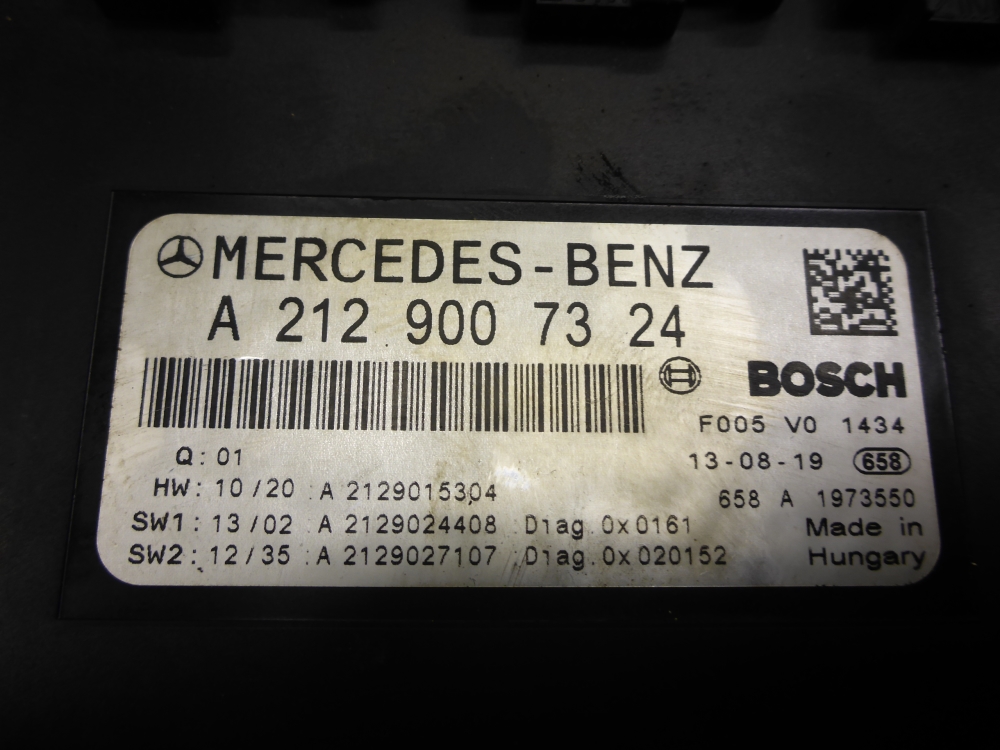 MERCEDES-BENZ
A 212 900 73 24
BOSCH
F005 V0 1434
Q: 01
13-08-19 658
HW: 10/20 A 2129015304
658 A 1973550
SW1: 13/02 A 2129024408 Diag.0x0161
Made in
SW2: 12/35 A 2129027107 Diag.0x020152
Hungary